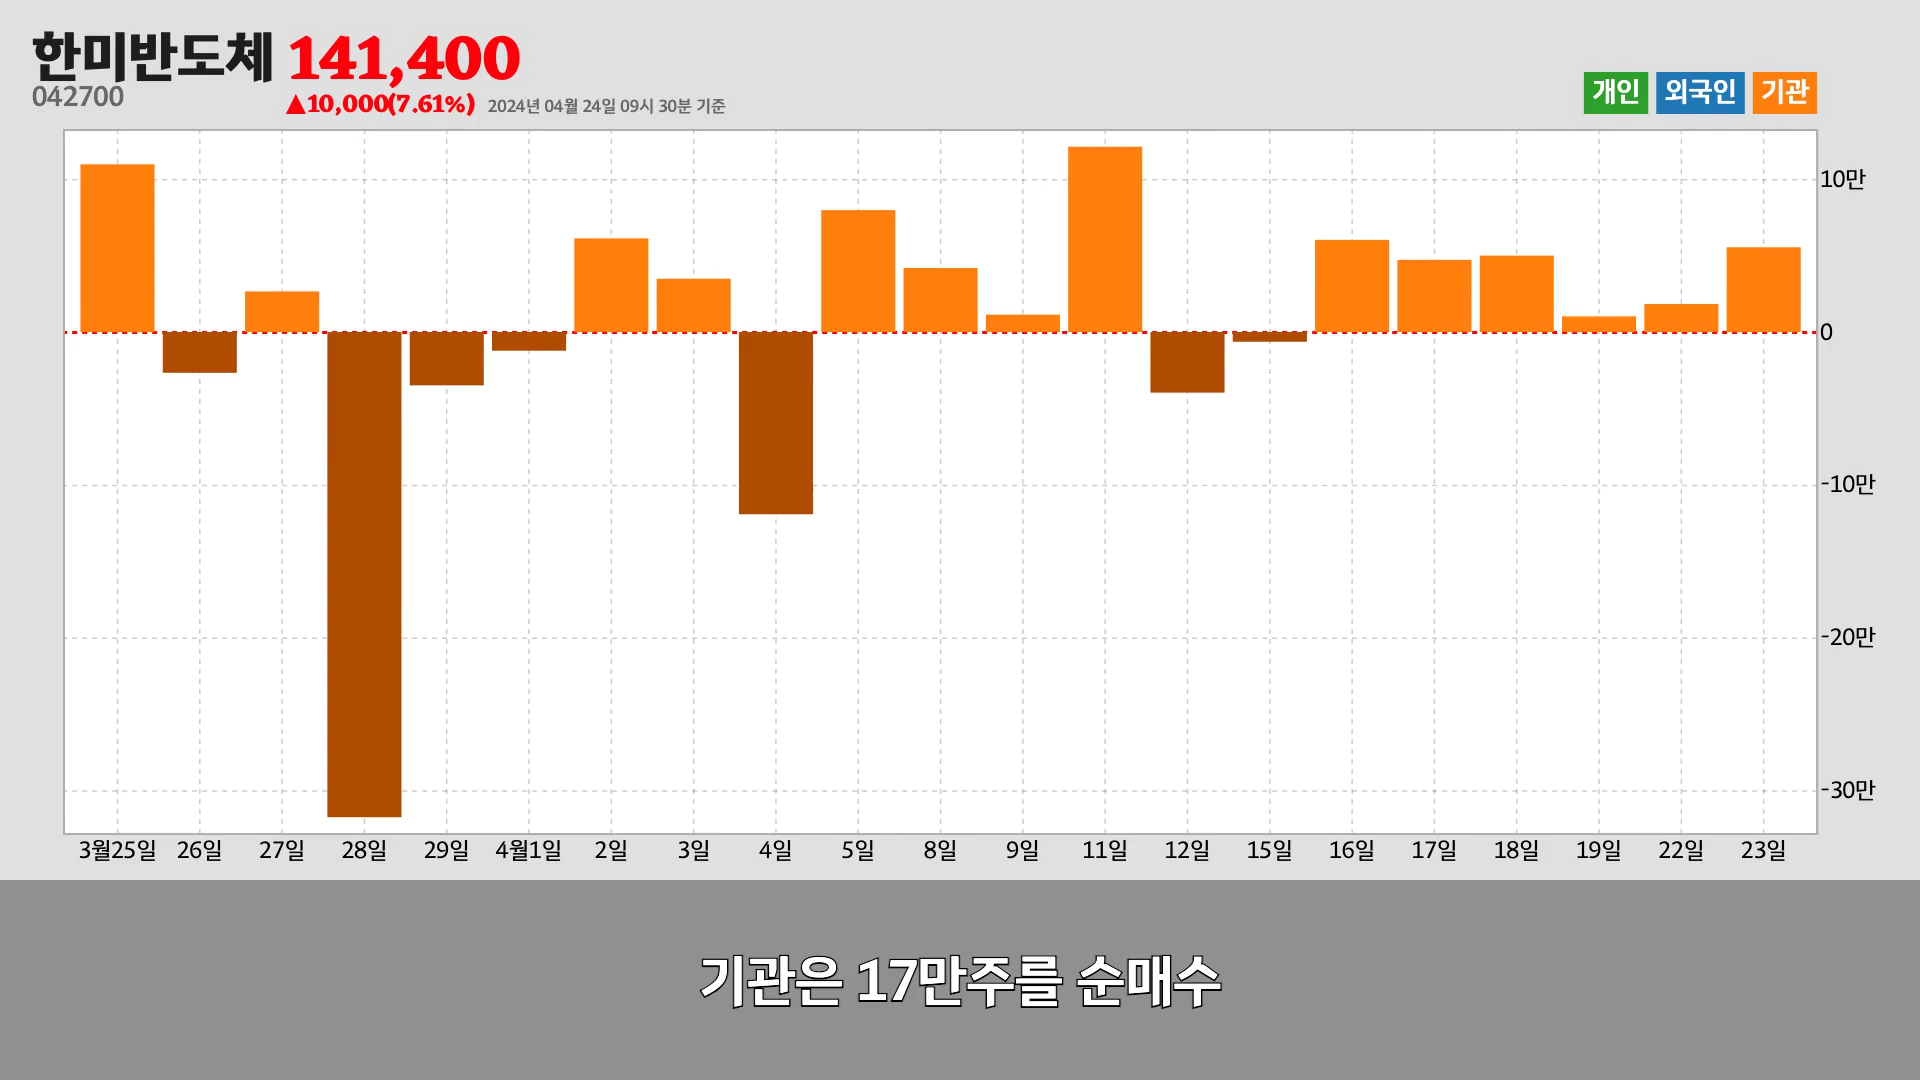 한미반도체 141,400
042700
▲10,000(7.61%) 2024년 04월 24일 09시 30분 기준
개인 외국인 기관
10만
0
-10만
-20만
-30만
3월25일 26일 27일 28일 29일 4월1일 2일 3일 4일 5일 8일 9일 11일 12일 15일 16일 17일 18일 19일 22일 23일
기관은 17만주를 순매수